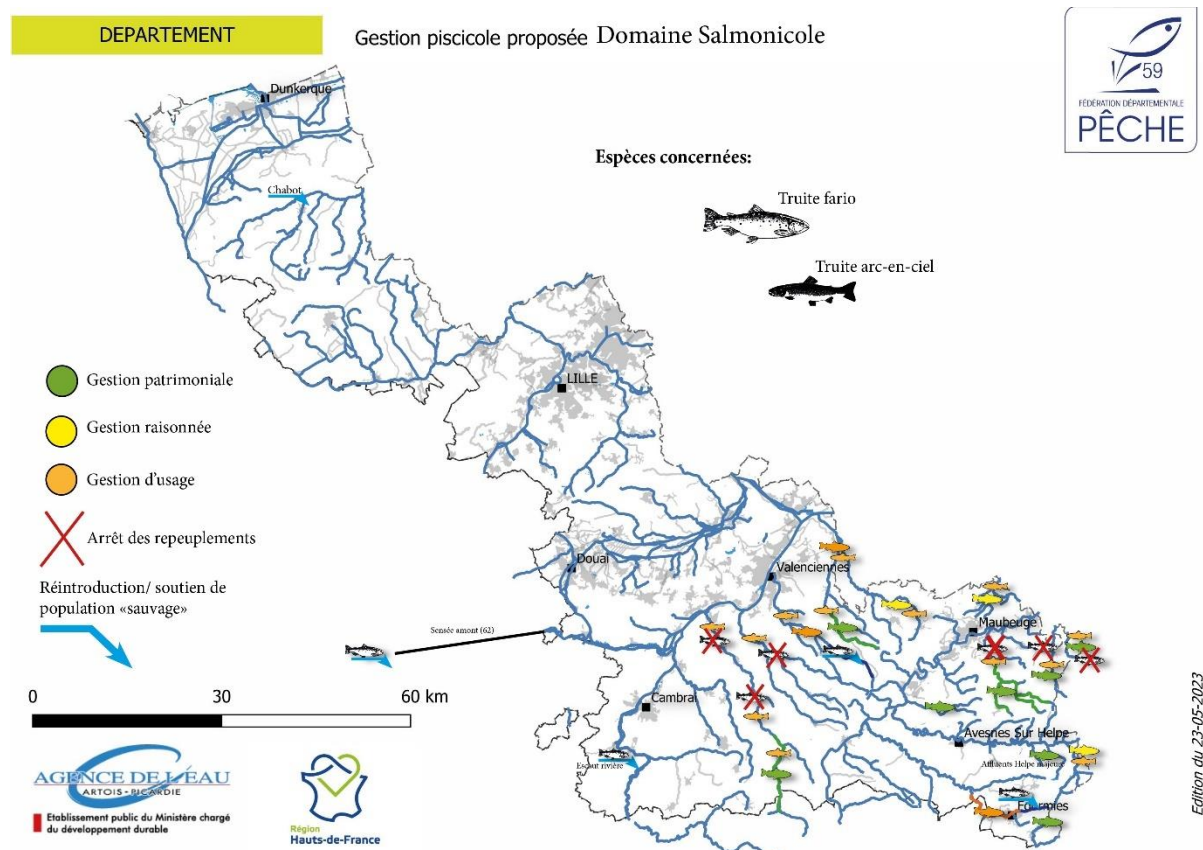 DEPARTEMENT
Gestion piscicole proposée Domaine Salmonicole
59
FÉDÉRATION DÉPARTEMENTALE
PÊCHE
Dunkerque
Espèces concernées:
Chabot
Truite fario
Truite arc-en-ciel
Gestion patrimoniale
LILLE
Gestion raisonnée
Gestion d'usage
Arrêt des repeuplements
Douai
Valenciennes
Réintroduction/ soutien de
population «sauvage»
Maubeuge
Sensée amont (62)
0 30 60 km
Cambrai
Avesnes Sur Helpe
Escaut rivière
Affluents Helpe majeure
Fourmies
AGENCE DE L'EAU
ARTOIS - PICARDIE
Etablissement public du Ministère chargé
du développement durable
Région
Hauts-de-France
Edition du 23-05-2023